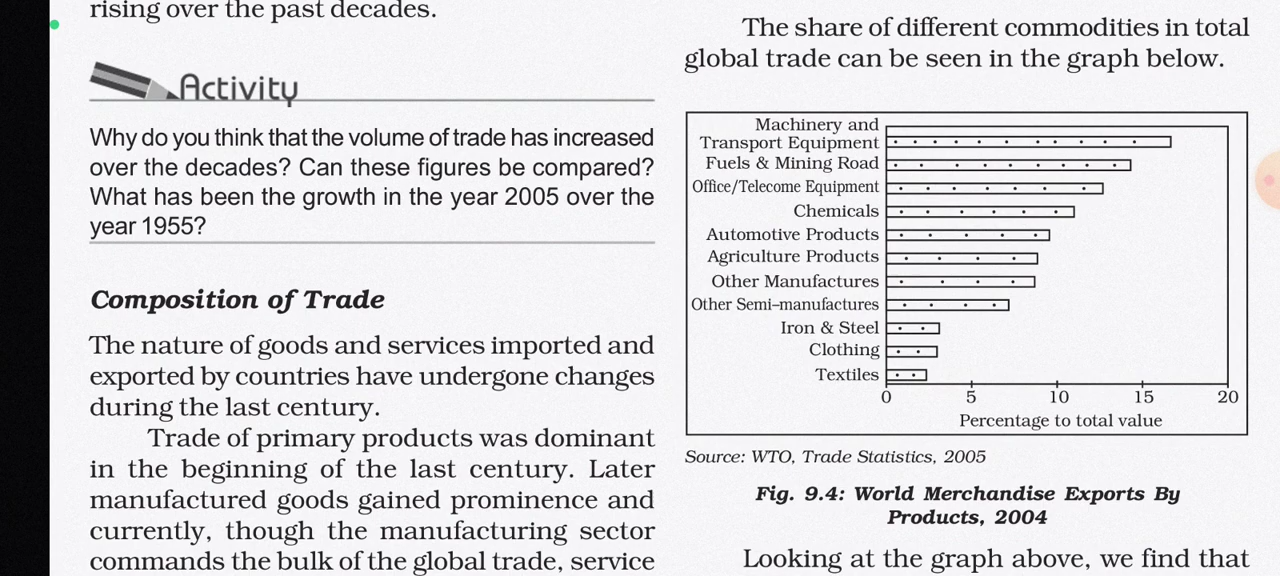 rising over the past decades.
Activity
Why do you think that the volume of trade has increased
over the decades? Can these figures be compared?
What has been the growth in the year 2005 over the
year 1955?
Composition of Trade
The nature of goods and services imported and
exported by countries have undergone changes
during the last century.
Trade of primary products was dominant
in the beginning of the last century. Later
manufactured goods gained prominence and
currently, though the manufacturing sector
commands the bulk of the global trade, service
The share of different commodities in total
global trade can be seen in the graph below.
Machinery and
Transport Equipment
Fuels & Mining Road
Office/Telecome Equipment
Chemicals
Automotive Products
Agriculture Products
Other Manufactures
Other Semi–manufactures
Iron & Steel
Clothing
Textiles
0 5 10 15 20
Percentage to total value
Source: WTO, Trade Statistics, 2005
Fig. 9.4: World Merchandise Exports By
Products, 2004
Looking at the graph above, we find that